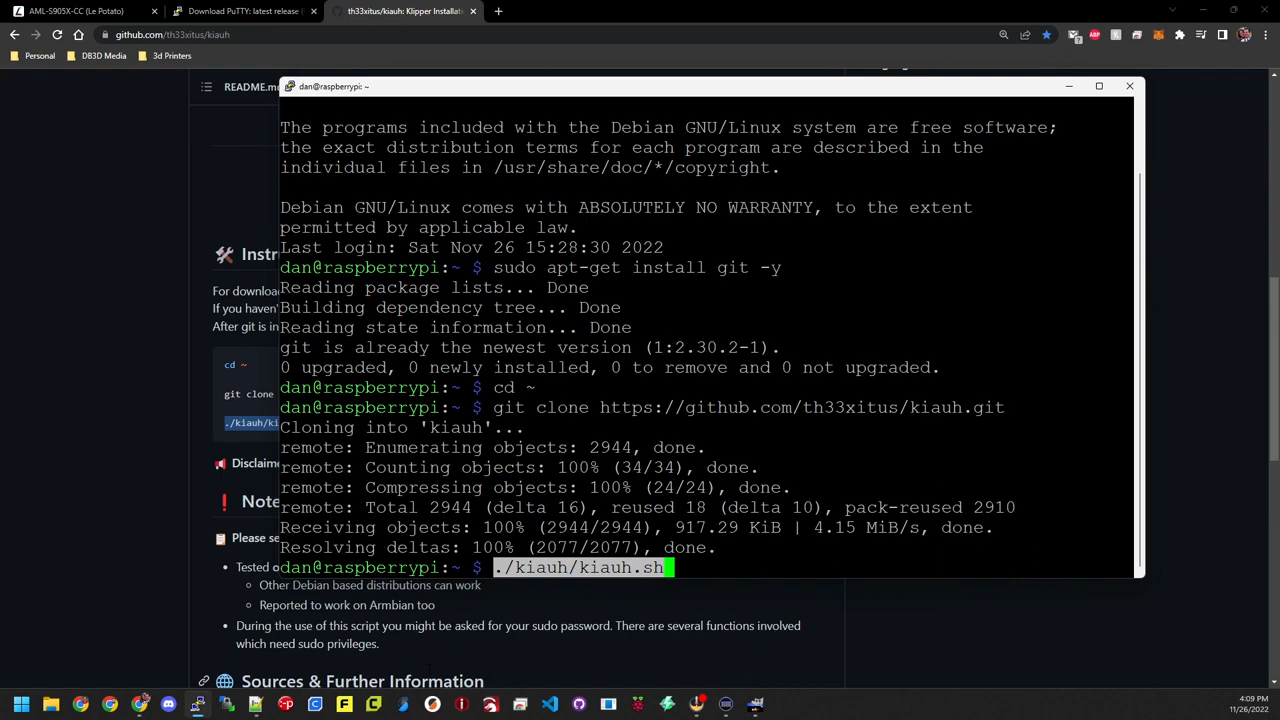 AML-S905X-CC (Le Potato)
Download PuTTY: latest release (
th33xitus/kiauh: Klipper Installati
github.com/th33xitus/kiauh
Personal
DB3D Media
3d Printers
README.m
dan@raspberrypi: ~
The programs included with the Debian GNU/Linux system are free software;
the exact distribution terms for each program are described in the
individual files in /usr/share/doc/*/copyright.
Debian GNU/Linux comes with ABSOLUTELY NO WARRANTY, to the extent
permitted by applicable law.
Last login: Sat Nov 26 15:28:30 2022
dan@raspberrypi:~ $ sudo apt-get install git -y
Reading package lists... Done
Building dependency tree... Done
Reading state information... Done
git is already the newest version (1:2.30.2-1).
0 upgraded, 0 newly installed, 0 to remove and 0 not upgraded.
dan@raspberrypi:~ $ cd ~
dan@raspberrypi:~ $ git clone https://github.com/th33xitus/kiauh.git
Cloning into 'kiauh'...
remote: Enumerating objects: 2944, done.
remote: Counting objects: 100% (34/34), done.
remote: Compressing objects: 100% (24/24), done.
remote: Total 2944 (delta 16), reused 18 (delta 10), pack-reused 2910
Receiving objects: 100% (2944/2944), 917.29 KiB | 4.15 MiB/s, done.
Resolving deltas: 100% (2077/2077), done.
dan@raspberrypi:~ $ ./kiauh/kiauh.sh
Instr
For download
If you haven'
After git is in
cd ~
git clone
./kiauh/ki
Disclaime
Note
Please se
Tested o
Other Debian based distributions can work
Reported to work on Armbian too
During the use of this script you might be asked for your sudo password. There are several functions involved
which need sudo privileges.
Sources & Further Information
4:09 PM
11/26/2022